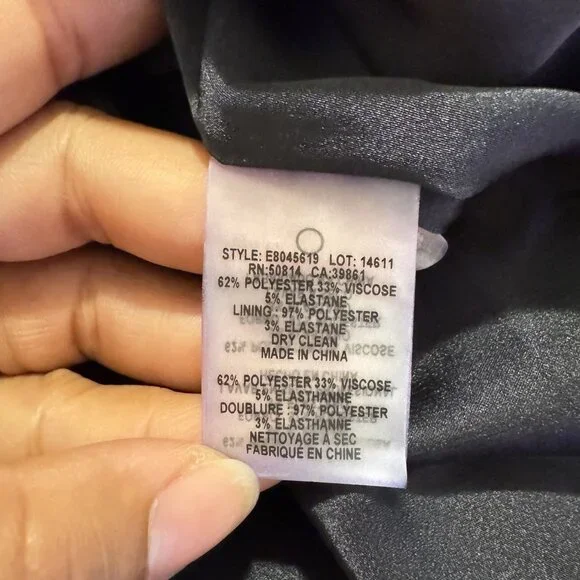 STYLE: E8045619 LOT: 14611
RN:50814 CA:39861
62% POLYESTER 33% VISCOSE
5% ELASTANE
LINING : 97% POLYESTER
3% ELASTANE
DRY CLEAN
MADE IN CHINA
62% POLYESTER 33% VISCOSE
5% ELASTHANNE
DOUBLURE : 97% POLYESTER
3% ELASTHANNE
NETTOYAGE À SEC
FABRIQUÉ EN CHINE